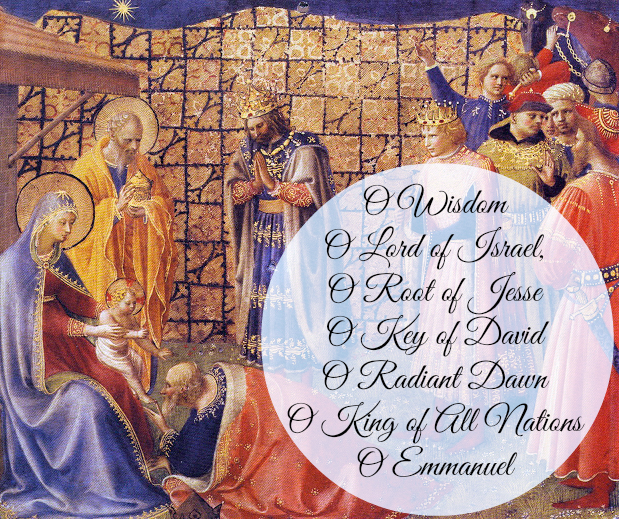 O Wisdom
O Lord of Israel,
O Root of Jesse
O Key of David
O Radiant Dawn
O King of All Nations
O Emmanuel